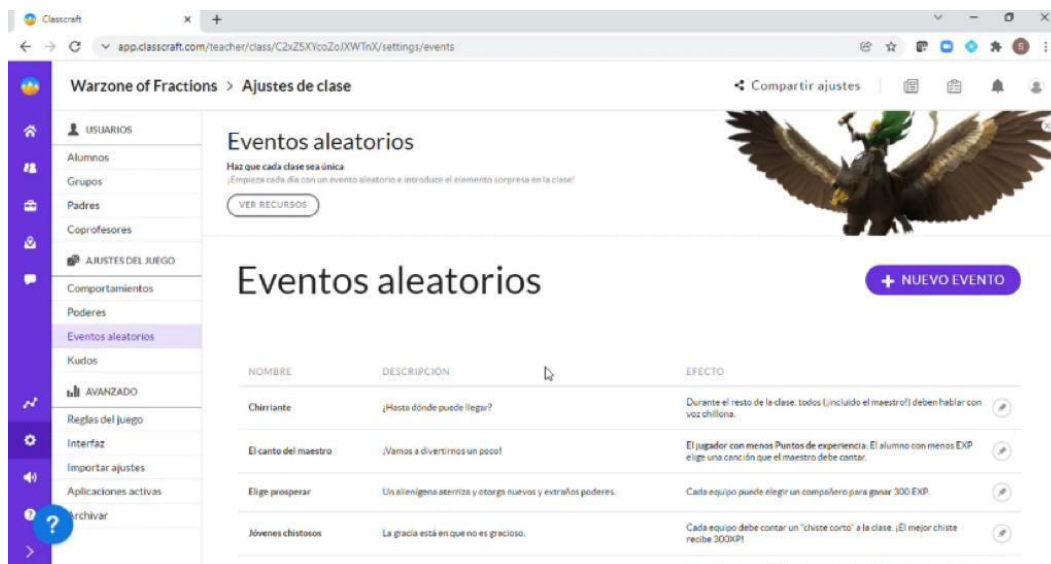 Classcraft
app.classcraft.com/teacher/class/C2xZ5XYcoZoJXWTnX/settings/events
S
Warzone of Fractions > Ajustes de clase
Compartir ajustes
USUARIOS
Alumnos
Grupos
Padres
Coprofesores
AJUSTES DEL JUEGO
Comportamientos
Poderes
Eventos aleatorios
Kudos
AVANZADO
Reglas del juego
Interfaz
Importar ajustes
Aplicaciones activas
Archivar
?
Eventos aleatorios
Haz que cada clase sea única
¡Empieza cada día con un evento aleatorio e introduce el elemento sorpresa en la clase!
VER RECURSOS
Eventos aleatorios
+ NUEVO EVENTO
NOMBRE DESCRIPCIÓN EFECTO
Chirriante ¿Hasta dónde puede llegar? Durante el resto de la clase, todos (¡incluido el maestro!) deben hablar con
voz chillona.
El canto del maestro ¡Vamos a divertirnos un poco! El jugador con menos Puntos de experiencia: El alumno con menos EXP
elige una canción que el maestro debe cantar.
Elige prosperar Un alienígena aterriza y otorga nuevos y extraños poderes. Cada equipo puede elegir un compañero para ganar 300 EXP.
Jóvenes chistosos La gracia está en que no es gracioso. Cada equipo debe contar un "chiste corto" a la clase. ¡El mejor chiste
recibe 300XP!